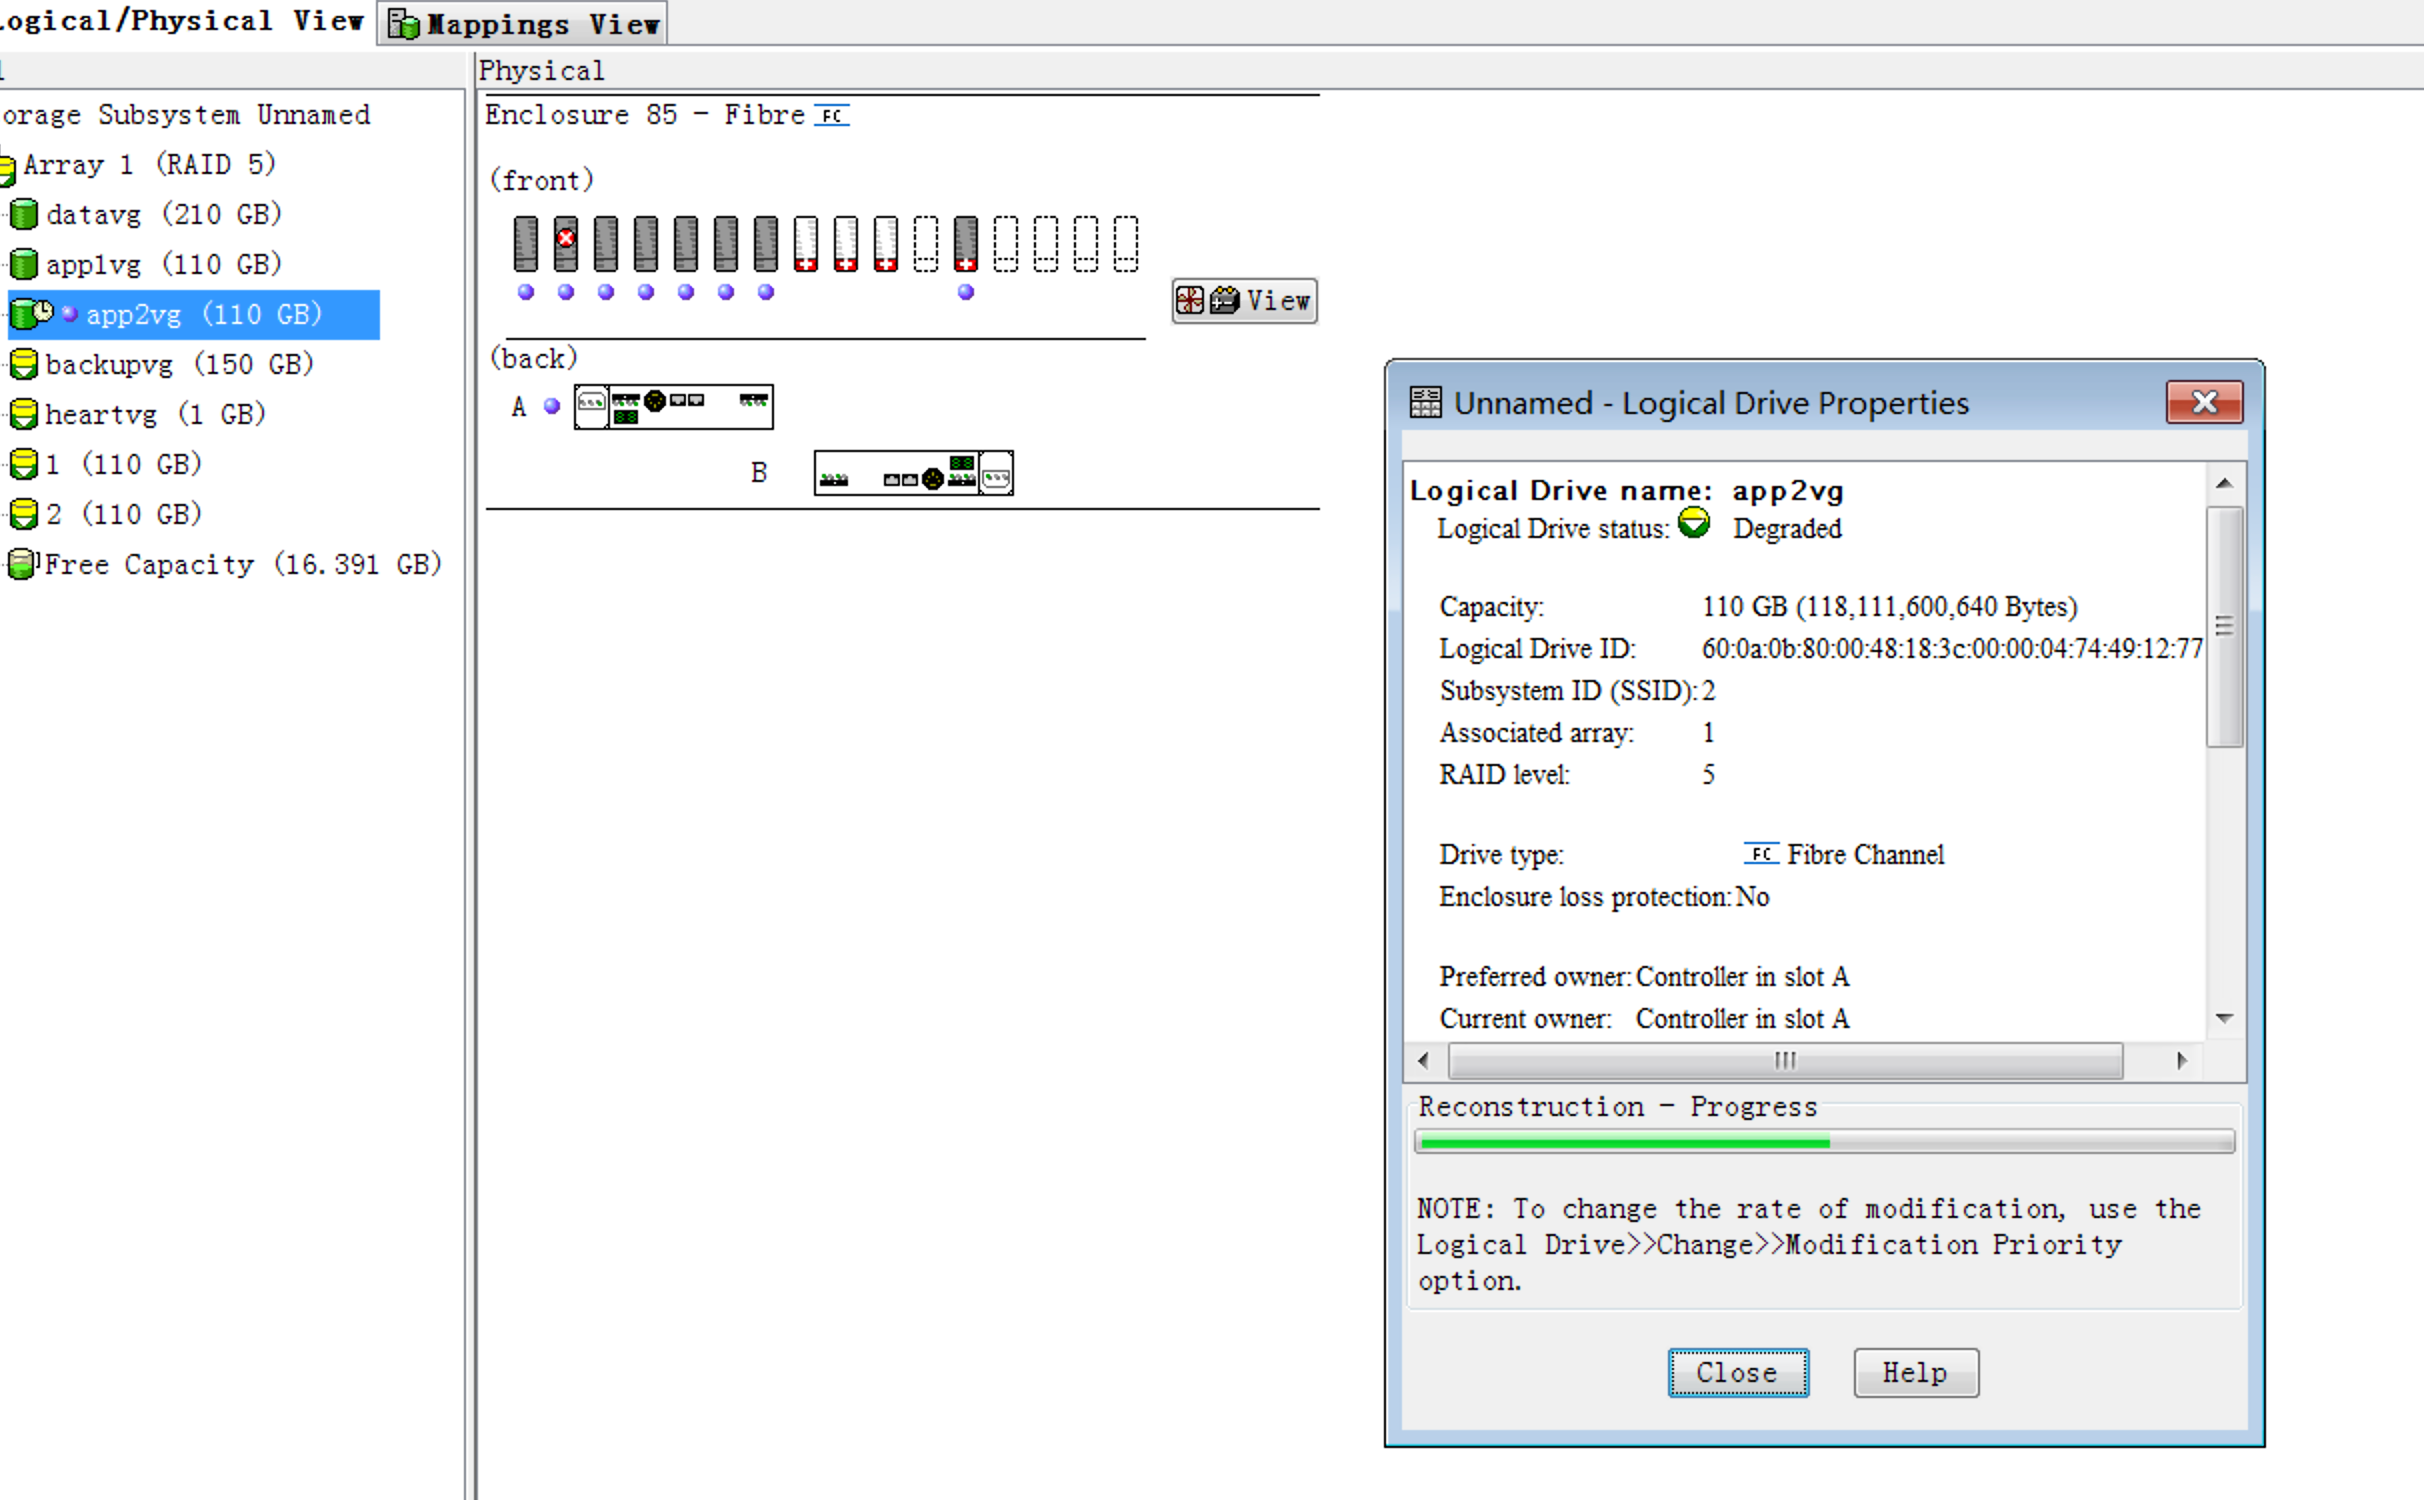 ogical/Physical View
Mappings View
Physical
orage Subsystem Unnamed
Array 1 (RAID 5)
datavg (210 GB)
app1vg (110 GB)
app2vg (110 GB)
backupvg (150 GB)
heartvg (1 GB)
1 (110 GB)
2 (110 GB)
Free Capacity (16.391 GB)
Enclosure 85 - Fibre FC
(front)
View
(back)
A
B
Unnamed - Logical Drive Properties
Logical Drive name: app2vg
Logical Drive status: Degraded
Capacity: 110 GB (118,111,600,640 Bytes)
Logical Drive ID: 60:0a:0b:80:00:48:18:3c:00:00:04:74:49:12:77
Subsystem ID (SSID): 2
Associated array: 1
RAID level: 5
Drive type: FC Fibre Channel
Enclosure loss protection: No
Preferred owner: Controller in slot A
Current owner: Controller in slot A
Reconstruction - Progress
NOTE: To change the rate of modification, use the
Logical Drive>>Change>>Modification Priority
option.
Close
Help